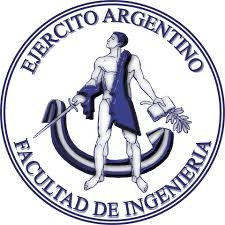 EJERCITO ARGENTINO
FACULTAD DE INGENIERIA